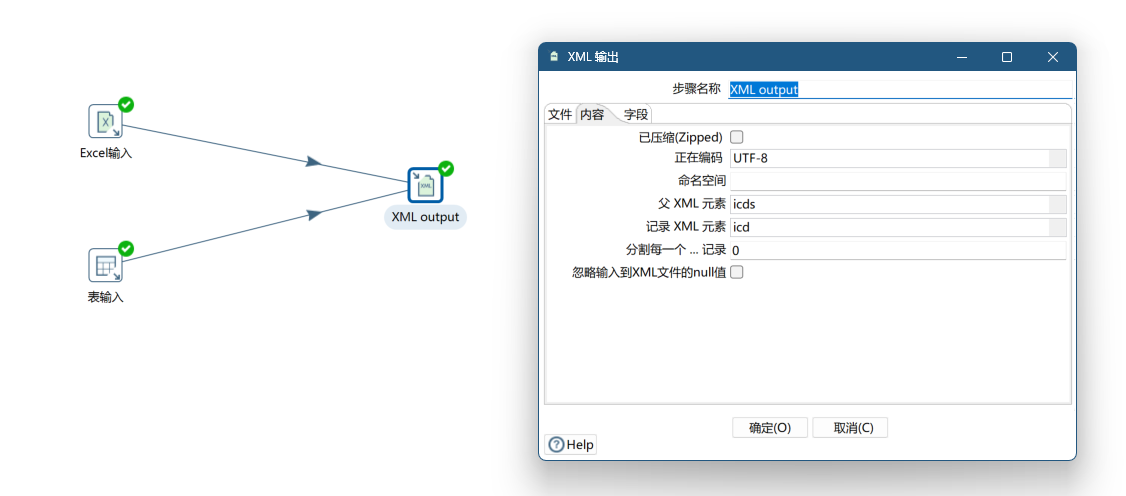 Excel输入
表输入
XML output
XML 输出
步骤名称 XML output
文件 内容 字段
已压缩(Zipped)
正在编码 UTF-8
命名空间
父 XML 元素 icds
记录 XML 元素 icd
分割每一个 ... 记录 0
忽略输入到XML文件的null值
确定(O) 取消(C)
Help